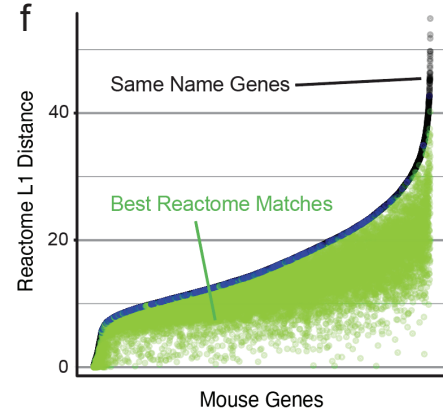 f
Same Name Genes
Best Reactome Matches
Reactome L1 Distance
40
20
0
Mouse Genes